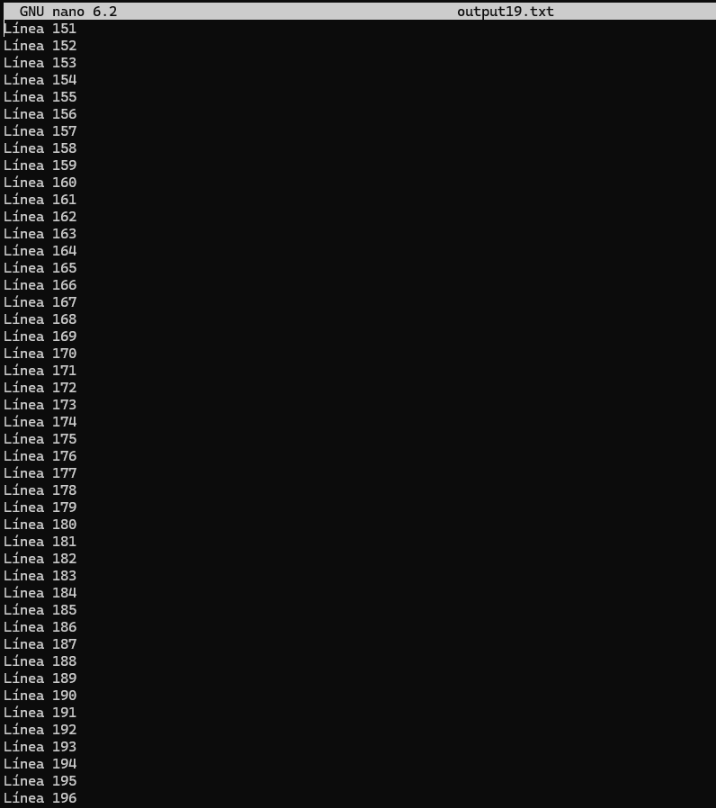 GNU nano 6.2 output19.txt
Línea 151
Línea 152
Línea 153
Línea 154
Línea 155
Línea 156
Línea 157
Línea 158
Línea 159
Línea 160
Línea 161
Línea 162
Línea 163
Línea 164
Línea 165
Línea 166
Línea 167
Línea 168
Línea 169
Línea 170
Línea 171
Línea 172
Línea 173
Línea 174
Línea 175
Línea 176
Línea 177
Línea 178
Línea 179
Línea 180
Línea 181
Línea 182
Línea 183
Línea 184
Línea 185
Línea 186
Línea 187
Línea 188
Línea 189
Línea 190
Línea 191
Línea 192
Línea 193
Línea 194
Línea 195
Línea 196